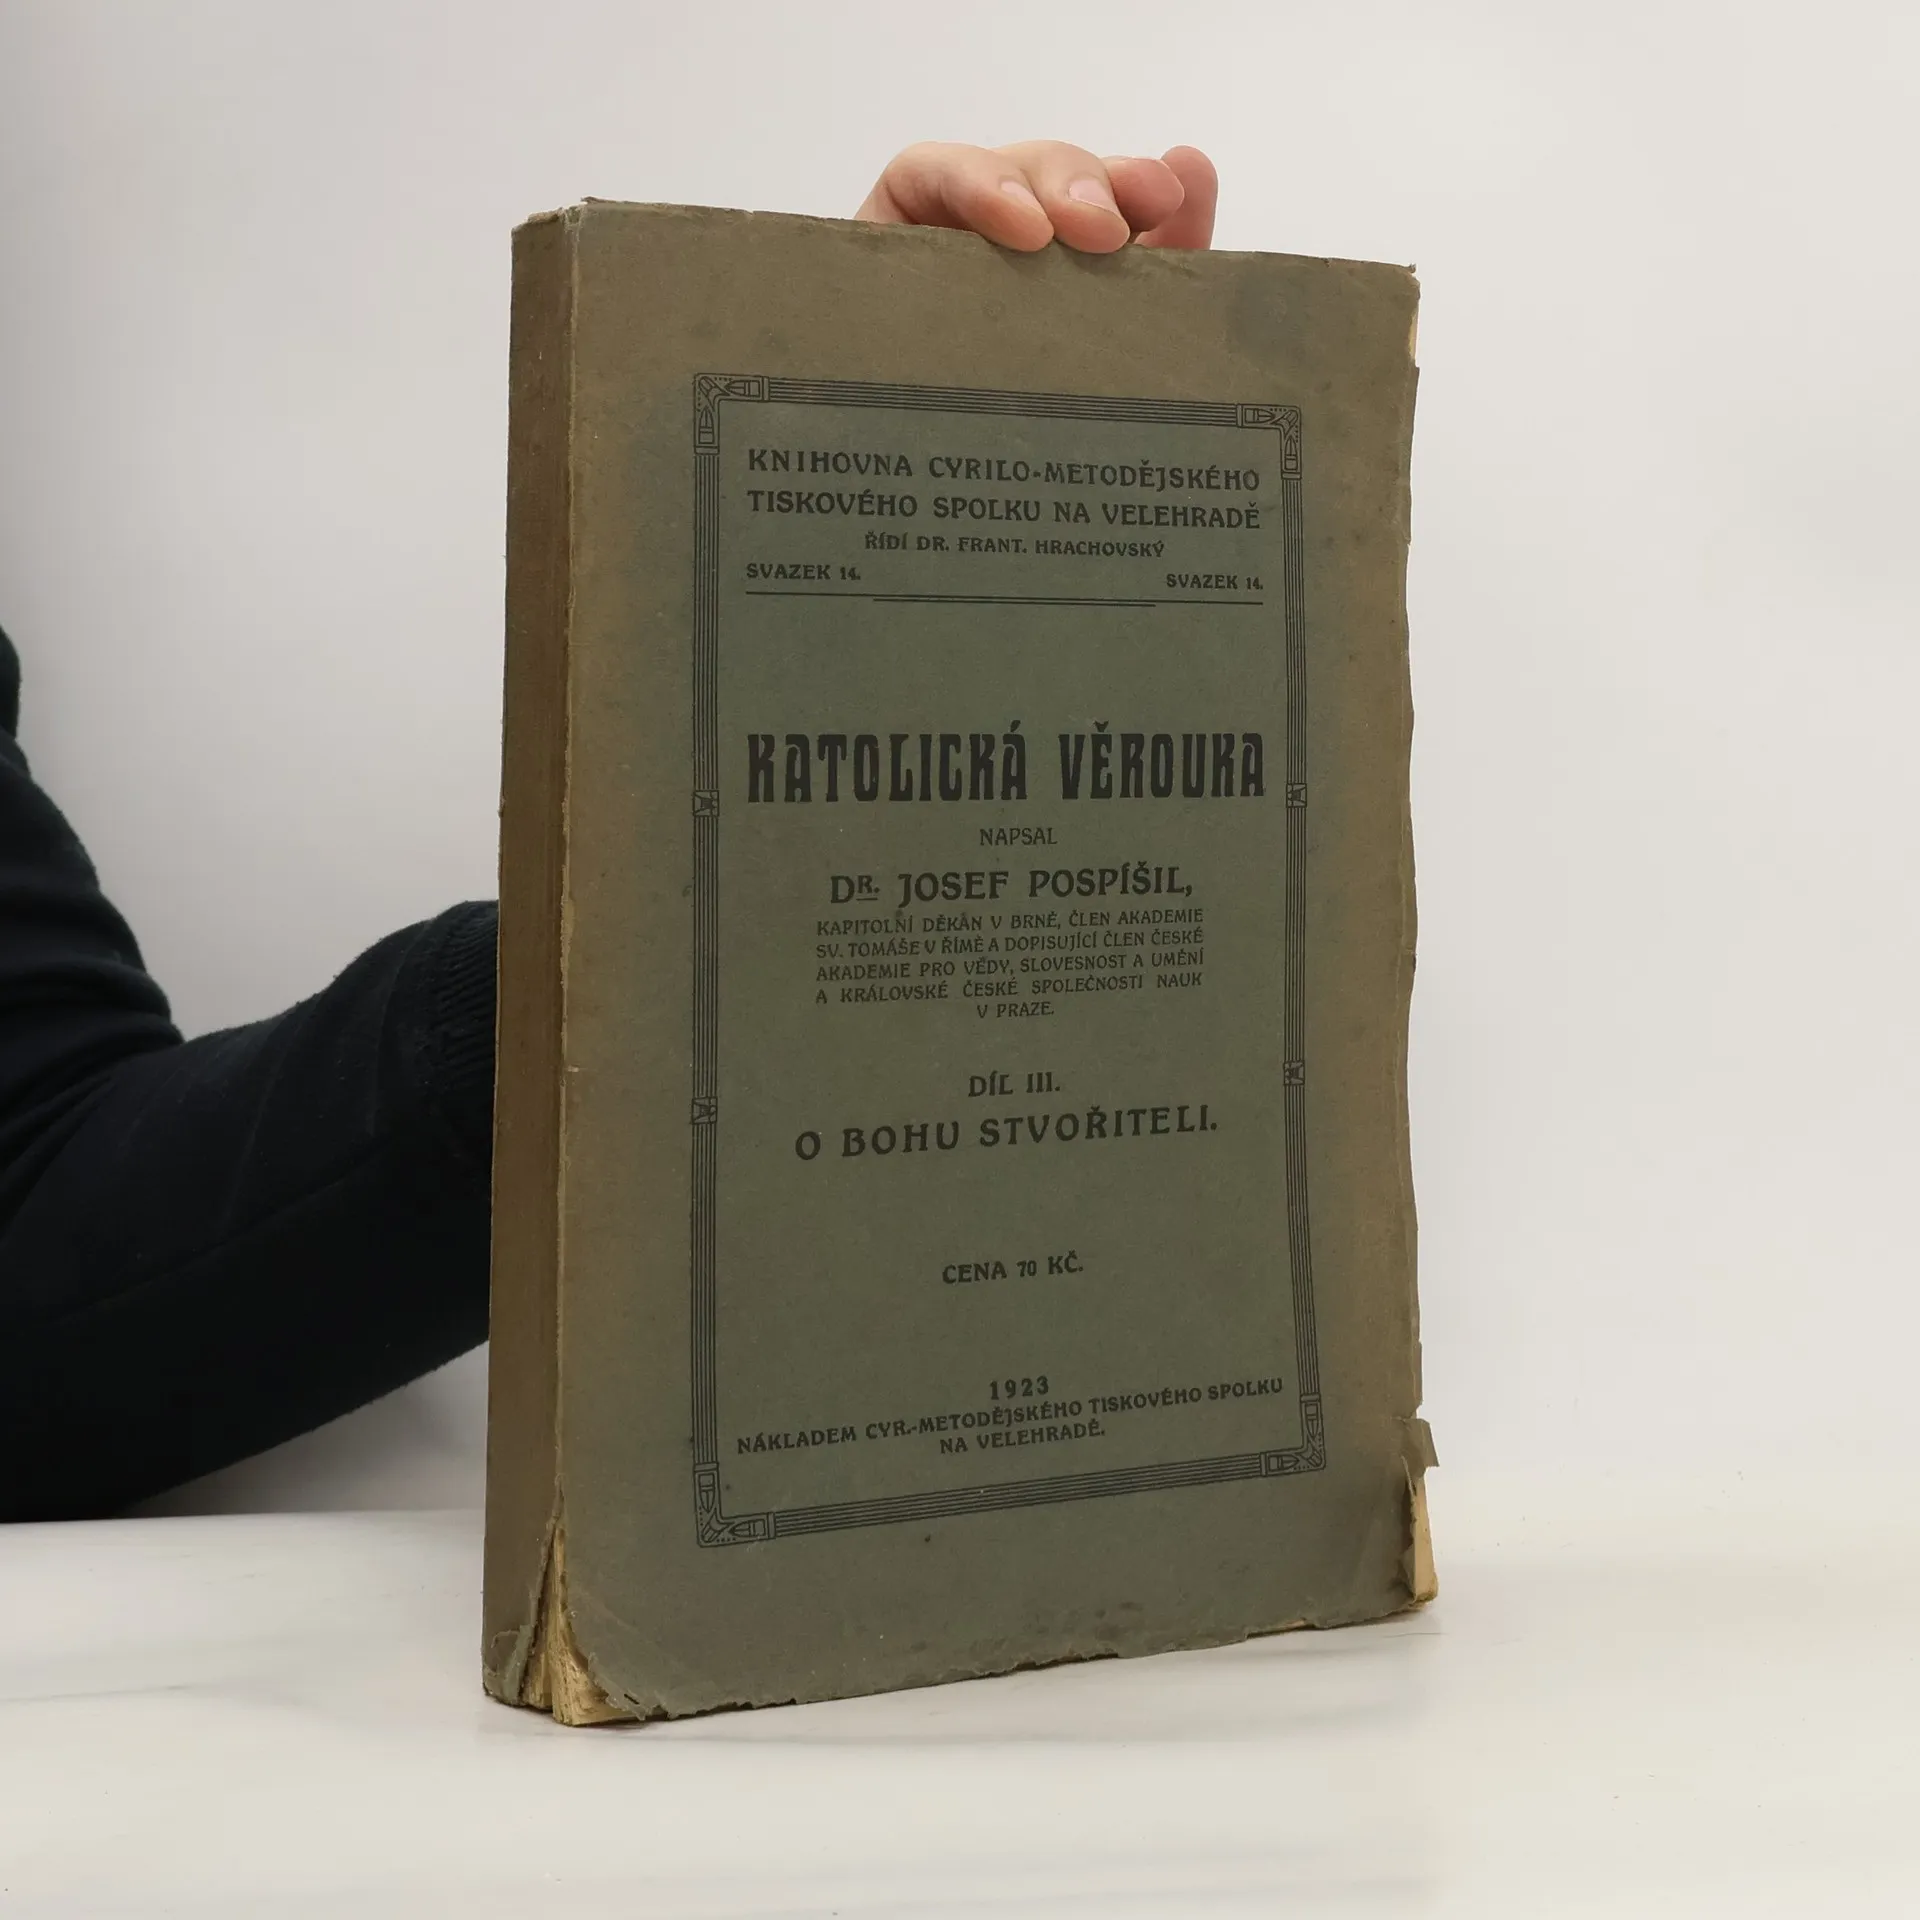 KNIHOVNA CYRILO-METODĚJSKÉHO
TISKOVÉHO SPOLKU NA VELEHRADĚ
ŘÍDÍ DR. FRANT. HRACHOVSKÝ
SVAZEK 14. SVAZEK 14.
KATOLICKÁ VĚROUKA
NAPSAL
DR. JOSEF POSPÍŠIL,
KAPITOLNÍ DĚKAN V BRNĚ, ČLEN AKADEMIE
SV. TOMÁŠE V ŘÍMĚ A DOPISUJÍCÍ ČLEN ČESKÉ
AKADEMIE PRO VĚDY, SLOVESNOST A UMĚNÍ
A KRÁLOVSKÉ ČESKÉ SPOLEČNOSTI NAUK
V PRAZE.
DÍL III.
O BOHU STVOŘITELI.
CENA 70 KČ.
1923
NÁKLADEM CYR.-METODĚJSKÉHO TISKOVÉHO SPOLKU
NA VELEHRADĚ.